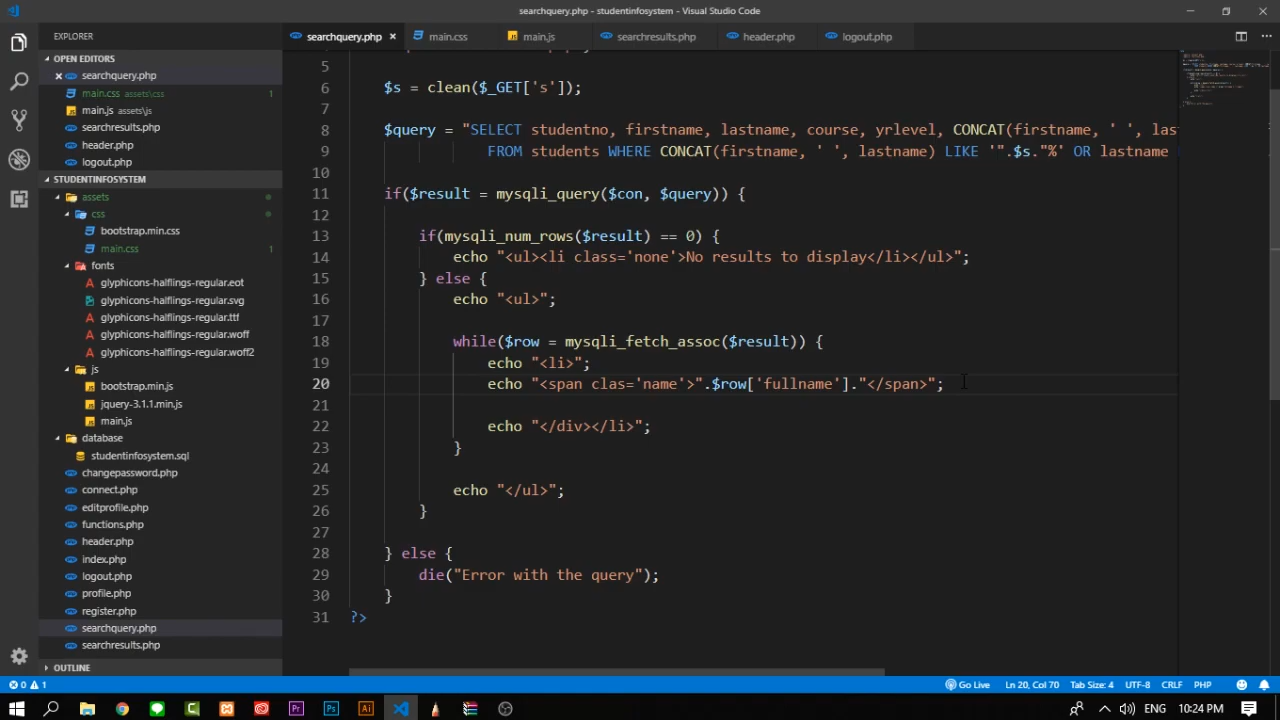 searchquery.php - studentinfosystem - Visual Studio Code
EXPLORER
searchquery.php
main.css
main.js
searchresults.php
header.php
logout.php
OPEN EDITORS
searchquery.php
main.css assets\css 1
main.js assets\js
searchresults.php
header.php
logout.php
STUDENTINFOSYSTEM
assets
css
bootstrap.min.css
main.css 1
fonts
glyphicons-halflings-regular.eot
glyphicons-halflings-regular.svg
glyphicons-halflings-regular.ttf
glyphicons-halflings-regular.woff
glyphicons-halflings-regular.woff2
js
bootstrap.min.js
jquery-3.1.1.min.js
main.js
database
studentinfosystem.sql
changepassword.php
connect.php
editprofile.php
functions.php
header.php
index.php
logout.php
profile.php
register.php
searchquery.php
searchresults.php
OUTLINE
5
6 $s = clean($_GET['s']);
7
8 $query = "SELECT studentno, firstname, lastname, course, yrlevel, CONCAT(firstname, ' ', las
9 FROM students WHERE CONCAT(firstname, ' ', lastname) LIKE '".$s."%' OR lastname
10
11 if($result = mysqli_query($con, $query)) {
12
13 if(mysqli_num_rows($result) == 0) {
14 echo "<ul><li class='none'>No results to display</li></ul>";
15 } else {
16 echo "<ul>";
17
18 while($row = mysqli_fetch_assoc($result)) {
19 echo "<li>";
20 echo "<span clas='name'>".$row['fullname']."</span>";
21
22 echo "</div></li>";
23 }
24
25 echo "</ul>";
26 }
27
28 } else {
29 die("Error with the query");
30 }
31 ?>
0 1
Go Live Ln 20, Col 70 Tab Size: 4 UTF-8 CRLF PHP
ENG 10:24 PM